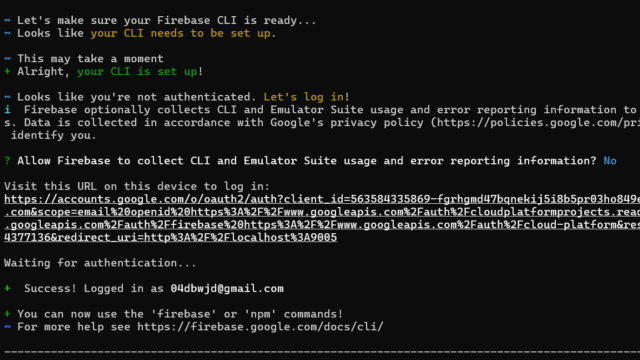 ~ Let's make sure your Firebase CLI is ready...
~ Looks like your CLI needs to be set up.
~ This may take a moment
+ Alright, your CLI is set up!
~ Looks like you're not authenticated. Let's log in!
i  Firebase optionally collects CLI and Emulator Suite usage and error reporting information to
s. Data is collected in accordance with Google's privacy policy (https://policies.google.com/pri
 identify you.
? Allow Firebase to collect CLI and Emulator Suite usage and error reporting information? No
Visit this URL on this device to log in:
https://accounts.google.com/o/oauth2/auth?client_id=563584335869-fgrhgmd47bqnekij5i8b5pr03ho849e
.com&scope=email%20openid%20https%3A%2F%2Fwww.googleapis.com%2Fauth%2Fcloudplatformprojects.read
.googleapis.com%2Fauth%2Ffirebase%20https%3A%2F%2Fwww.googleapis.com%2Fauth%2Fcloud-platform&res
4377136&redirect_uri=http%3A%2F%2Flocalhost%3A9005
Waiting for authentication...
+  Success! Logged in as 04dbwjd@gmail.com
+ You can now use the 'firebase' or 'npm' commands!
~ For more help see https://firebase.google.com/docs/cli/